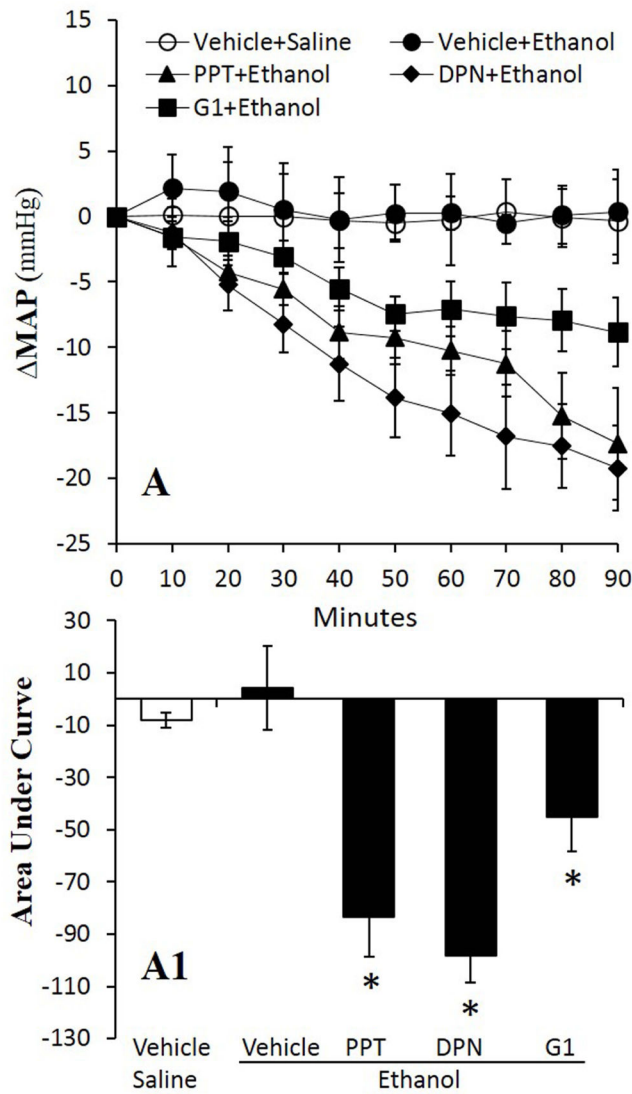 15
10
5
0
-5
-10
-15
-20
-25
ΔMAP (mmHg)
Vehicle+Saline Vehicle+Ethanol
PPT+Ethanol DPN+Ethanol
G1+Ethanol
A
0 10 20 30 40 50 60 70 80 90
Minutes
30
10
-10
-30
-50
-70
-90
-110
-130
Area Under Curve
* * *
A1
Vehicle Vehicle PPT DPN G1
Saline Ethanol